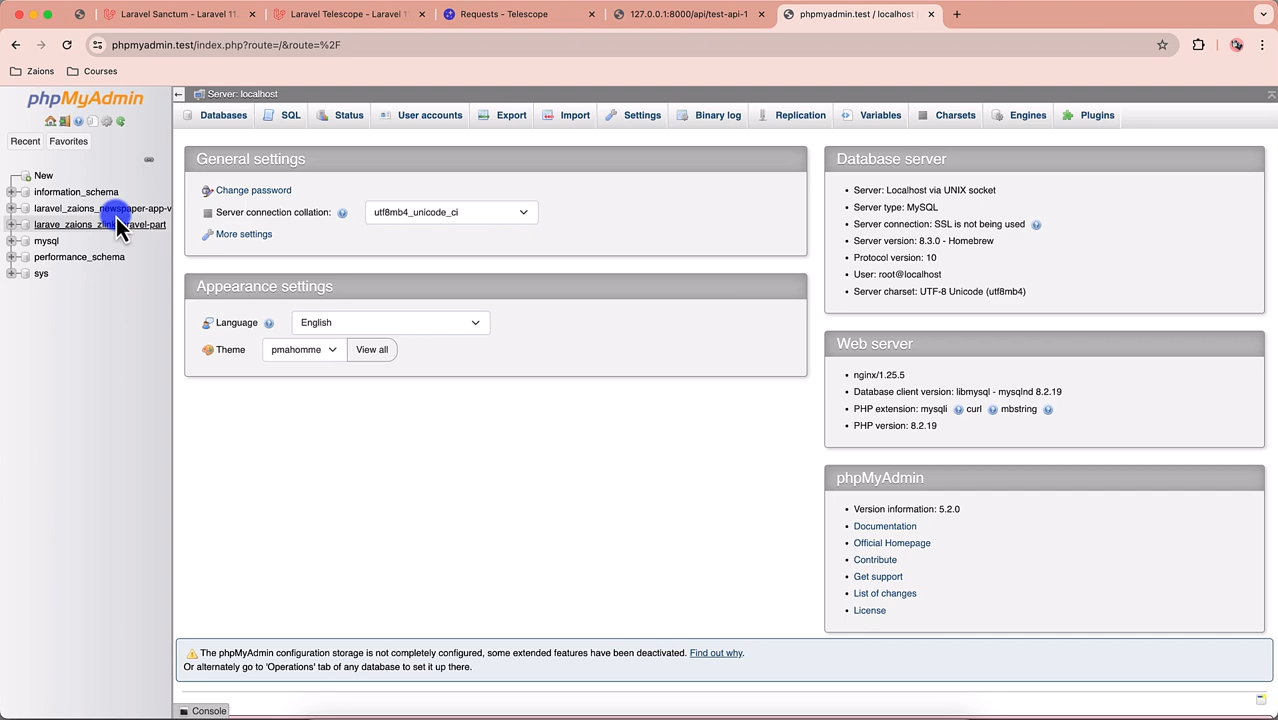 Laravel Sanctum - Laravel 11.
Laravel Telescope - Laravel 1
Requests - Telescope
127.0.0.1:8000/api/test-api-1
phpmyadmin.test / localhost
phpmyadmin.test/index.php?route=/&route=%2F
Zaions
Courses
phpMyAdmin
Recent
Favorites
New
information_schema
laravel_zaions_newspaper-app-v
mysql
performance_schema
sys
Server: localhost
Databases
SQL
Status
User accounts
Export
Import
Settings
Binary log
Replication
Variables
Charsets
Engines
Plugins
General settings
Change password
Server connection collation:
utf8mb4_unicode_ci
More settings
Appearance settings
Language
English
Theme
pmahomme
View all
Database server
Server: Localhost via UNIX socket
Server type: MySQL
Server connection: SSL is not being used
Server version: 8.3.0 - Homebrew
Protocol version: 10
User: root@localhost
Server charset: UTF-8 Unicode (utf8mb4)
Web server
nginx/1.25.5
Database client version: libmysql - mysqlnd 8.2.19
PHP extension: mysqli curl mbstring
PHP version: 8.2.19
phpMyAdmin
Version information: 5.2.0
Documentation
Official Homepage
Contribute
Get support
List of changes
License
The phpMyAdmin configuration storage is not completely configured, some extended features have been deactivated. Find out why.
Or alternately go to 'Operations' tab of any database to set it up there.
Console